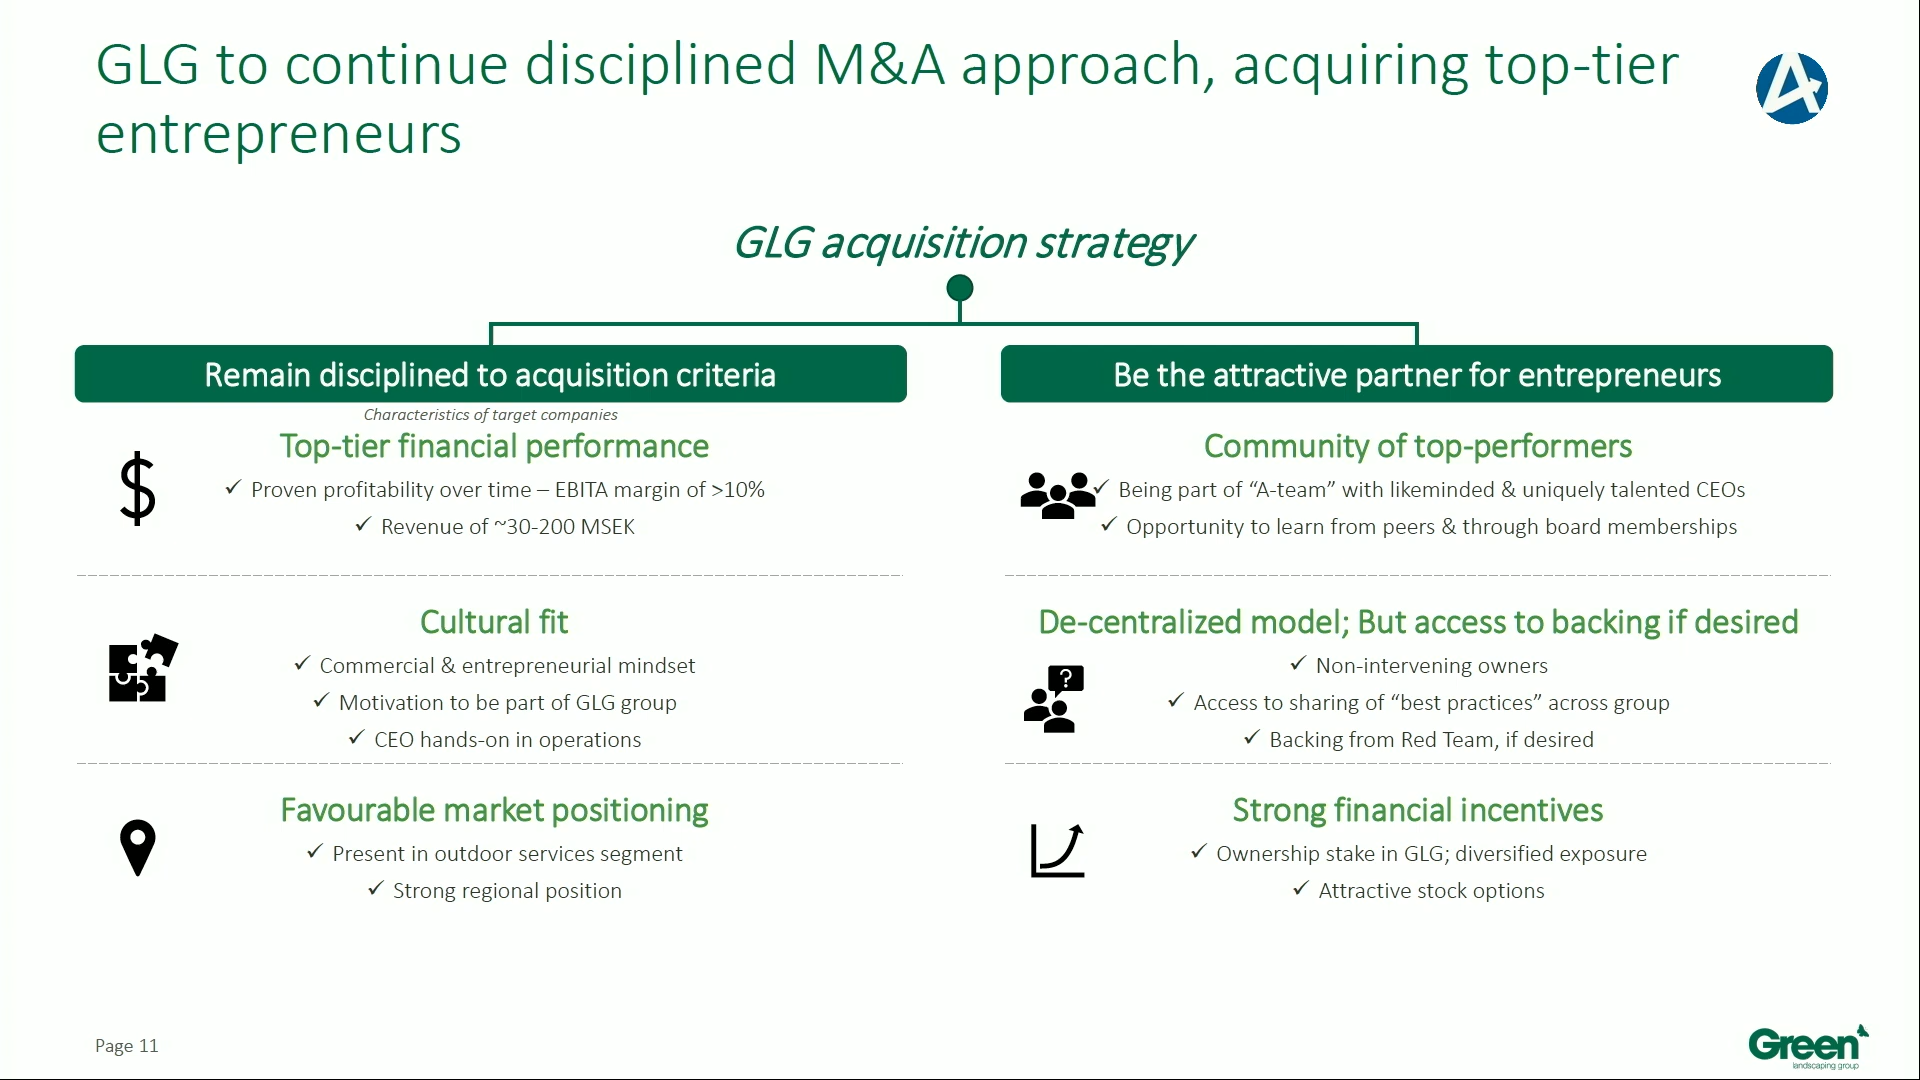 GLG to continue disciplined M&A approach, acquiring top-tier
entrepreneurs
GLG acquisition strategy
Remain disciplined to acquisition criteria
Characteristics of target companies
Top-tier financial performance
✓ Proven profitability over time – EBITA margin of >10%
✓ Revenue of ~30-200 MSEK
Cultural fit
✓ Commercial & entrepreneurial mindset
✓ Motivation to be part of GLG group
✓ CEO hands-on in operations
Favourable market positioning
✓ Present in outdoor services segment
✓ Strong regional position
Be the attractive partner for entrepreneurs
Community of top-performers
✓ Being part of “A-team” with likeminded & uniquely talented CEOs
✓ Opportunity to learn from peers & through board memberships
De-centralized model; But access to backing if desired
?
✓ Non-intervening owners
✓ Access to sharing of “best practices” across group
✓ Backing from Red Team, if desired
Strong financial incentives
✓ Ownership stake in GLG; diversified exposure
✓ Attractive stock options
Page 11
Green
landscaping group